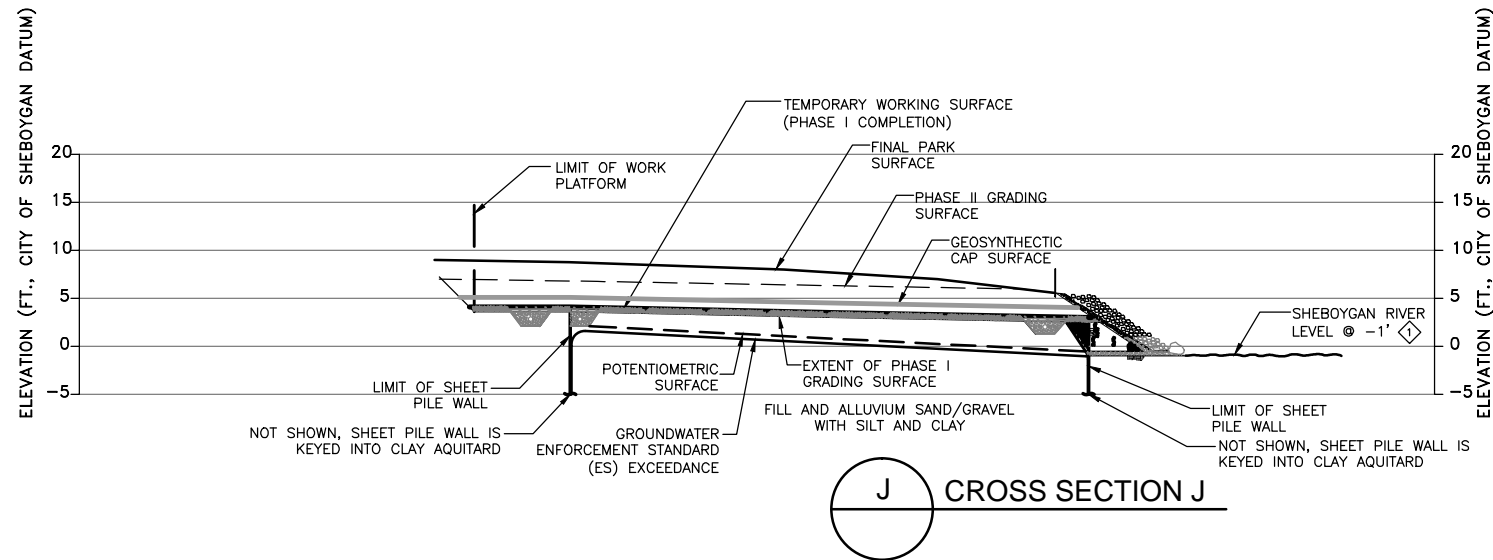 ELEVATION (FT., CITY OF SHEBOYGAN DATUM)
20
15
10
5
0
-5
TEMPORARY WORKING SURFACE
(PHASE I COMPLETION)
FINAL PARK
SURFACE
LIMIT OF WORK
PLATFORM
PHASE II GRADING
SURFACE
GEOSYNTHECTIC
CAP SURFACE
SHEBOYGAN RIVER
LEVEL @ -1' 1
POTENTIOMETRIC
SURFACE
EXTENT OF PHASE I
GRADING SURFACE
LIMIT OF SHEET
PILE WALL
FILL AND ALLUVIUM SAND/GRAVEL
WITH SILT AND CLAY
LIMIT OF SHEET
PILE WALL
NOT SHOWN, SHEET PILE WALL IS
KEYED INTO CLAY AQUITARD
GROUNDWATER
ENFORCEMENT STANDARD
(ES) EXCEEDANCE
NOT SHOWN, SHEET PILE WALL IS
KEYED INTO CLAY AQUITARD
20
15
10
5
0
-5
ELEVATION (FT., CITY OF SHEBOYGAN DATUM)
J CROSS SECTION J